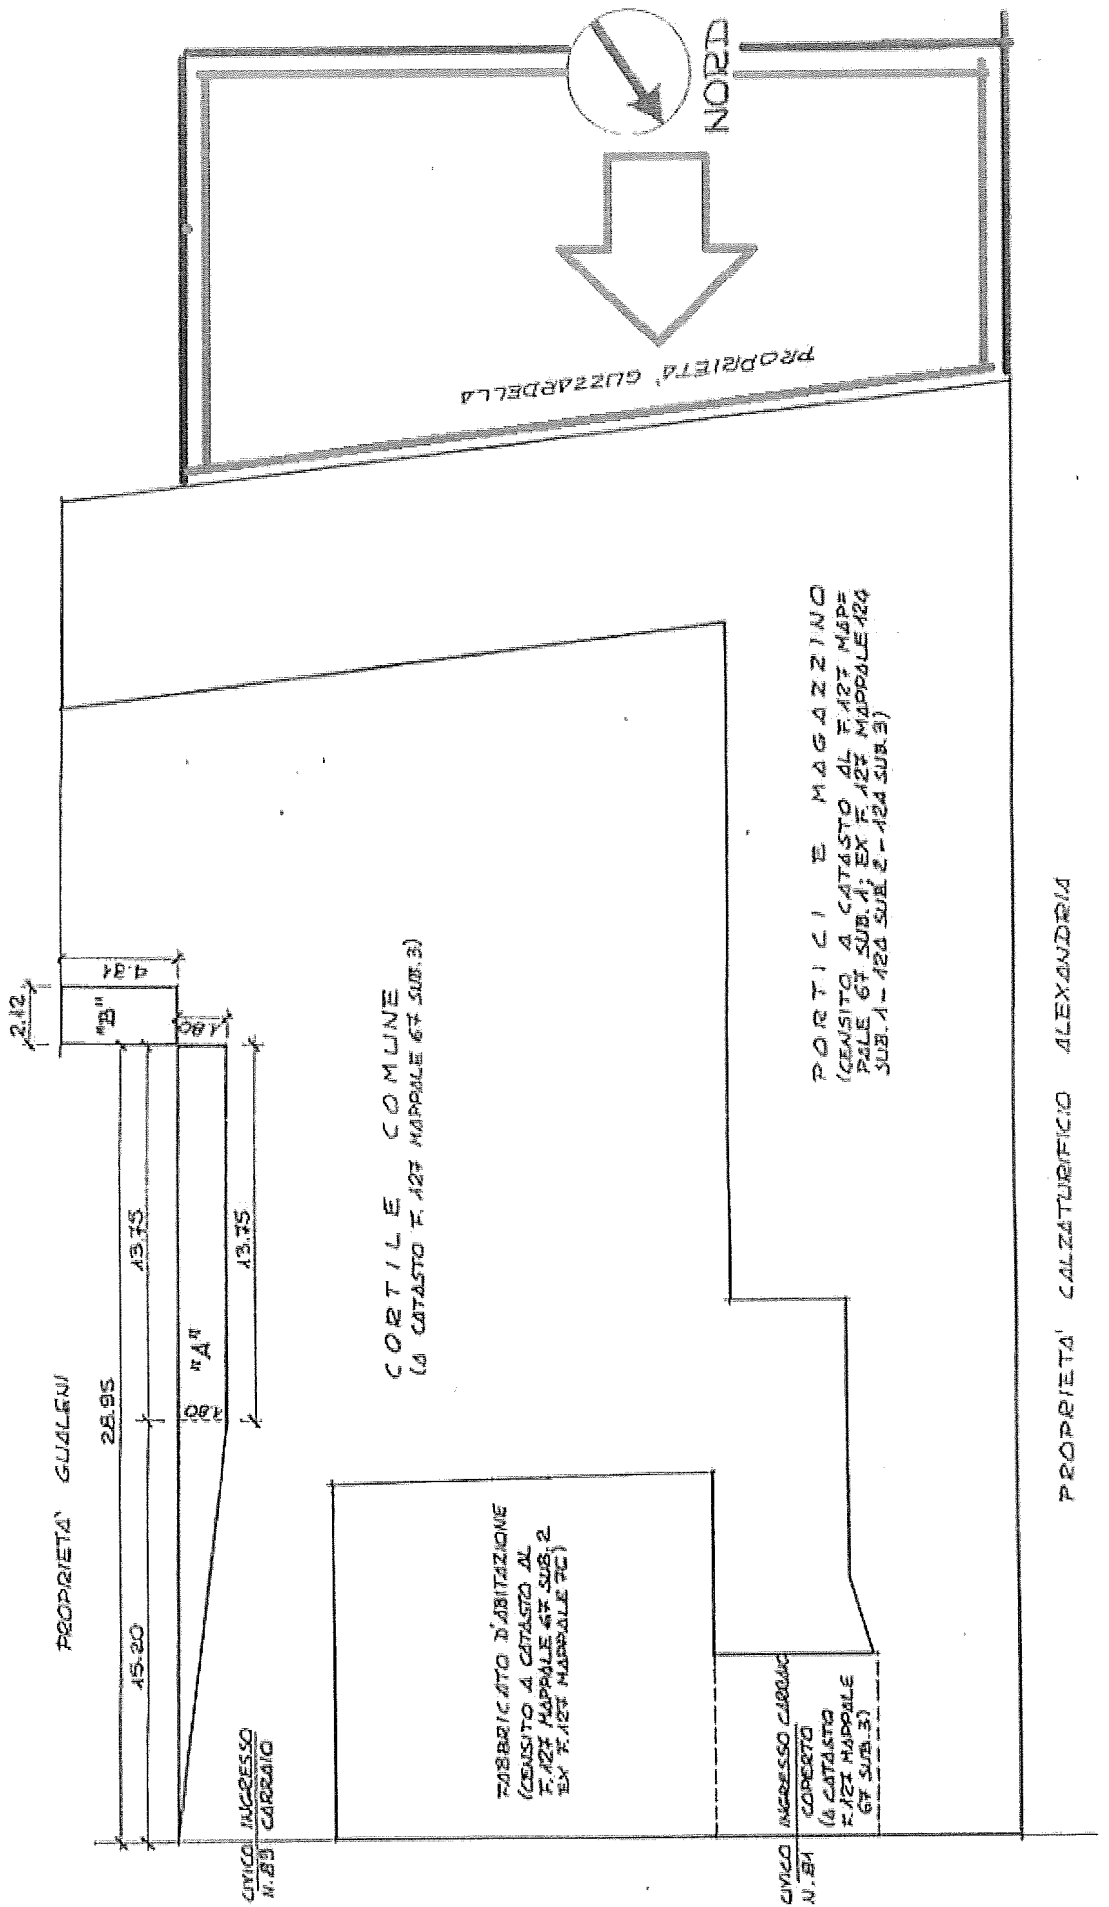 NORD
PROPRIETA' GUZZARDELLA
2.12
4.81
"B"
1.80
13.75
28.95
13.75
"A"
1.80
15.20
PROPRIETA' GUALENI
CORTILE COMUNE
(A CATASTO F. 127 MAPPALE 67 SUB. 3)
PORTICI E MAGAZZINO
(CENSITO A CATASTO AL F.127 MAP=
PALE 67 SUB. 1; EX F. 127 MAPPALE 124
SUB. 1 - 124 SUB. 2 - 124 SUB. 3)
FABBRICATO D'ABITAZIONE
(CENSITO A CATASTO AL
F.127 MAPPALE 67 SUB. 2
EX F.127 MAPPALE 70)
CIVICO INGRESSO
N. 89 CARRAIO
CIVICO INGRESSO CARRAIO
N. 81 COPERTO
(A CATASTO
F.127 MAPPALE
67 SUB. 3)
PROPRIETA' CALZATURIFICIO ALEXANDRIA